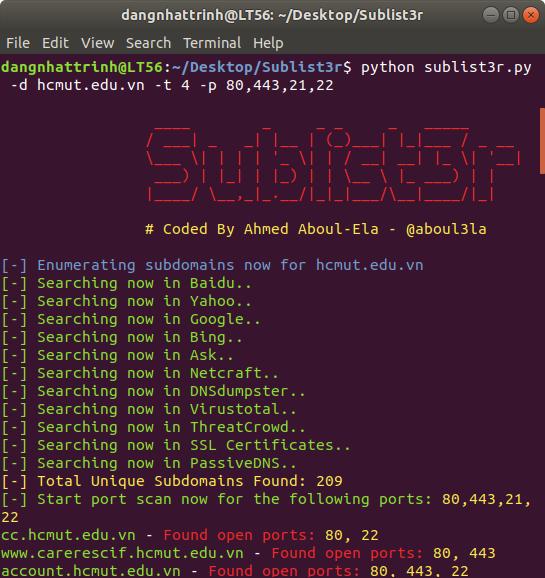 dangnhattrinh@LT56: ~/Desktop/Sublist3r
File Edit View Search Terminal Help
dangnhattrinh@LT56:~/Desktop/Sublist3r$ python sublist3r.py
-d hcmut.edu.vn -t 4 -p 80,443,21,22
Sublist3r
# Coded By Ahmed Aboul-Ela - @aboul3la
[-] Enumerating subdomains now for hcmut.edu.vn
[-] Searching now in Baidu..
[-] Searching now in Yahoo..
[-] Searching now in Google..
[-] Searching now in Bing..
[-] Searching now in Ask..
[-] Searching now in Netcraft..
[-] Searching now in DNSdumpster..
[-] Searching now in Virustotal..
[-] Searching now in ThreatCrowd..
[-] Searching now in SSL Certificates..
[-] Searching now in PassiveDNS..
[-] Total Unique Subdomains Found: 209
[-] Start port scan now for the following ports: 80,443,21,
22
cc.hcmut.edu.vn - Found open ports: 80, 22
www.carerescif.hcmut.edu.vn - Found open ports: 80, 443
account.hcmut.edu.vn - Found open ports: 80, 443, 22